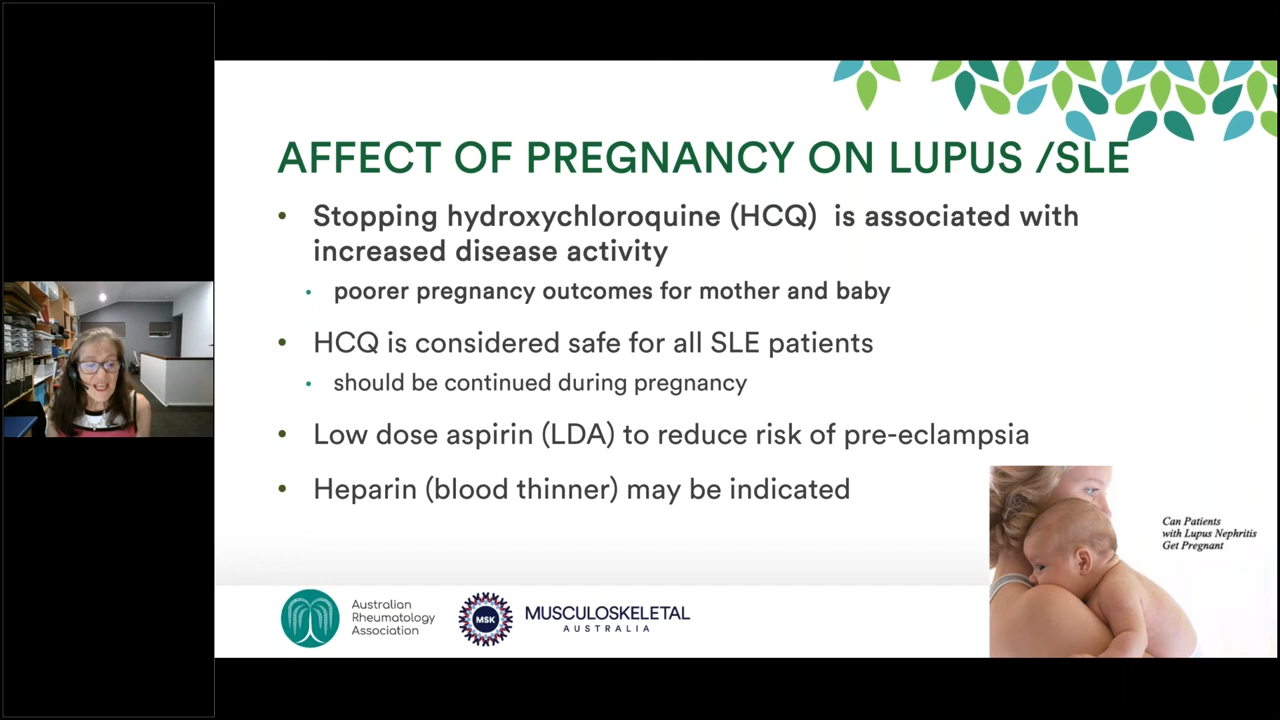 AFFECT OF PREGNANCY ON LUPUS /SLE
• Stopping hydroxychloroquine (HCQ) is associated with
increased disease activity
• poorer pregnancy outcomes for mother and baby
• HCQ is considered safe for all SLE patients
• should be continued during pregnancy
• Low dose aspirin (LDA) to reduce risk of pre-eclampsia
• Heparin (blood thinner) may be indicated
Can Patients
with Lupus Nephritis
Get Pregnant
Australian
Rheumatology
Association
MSK
MUSCULOSKELETAL
AUSTRALIA